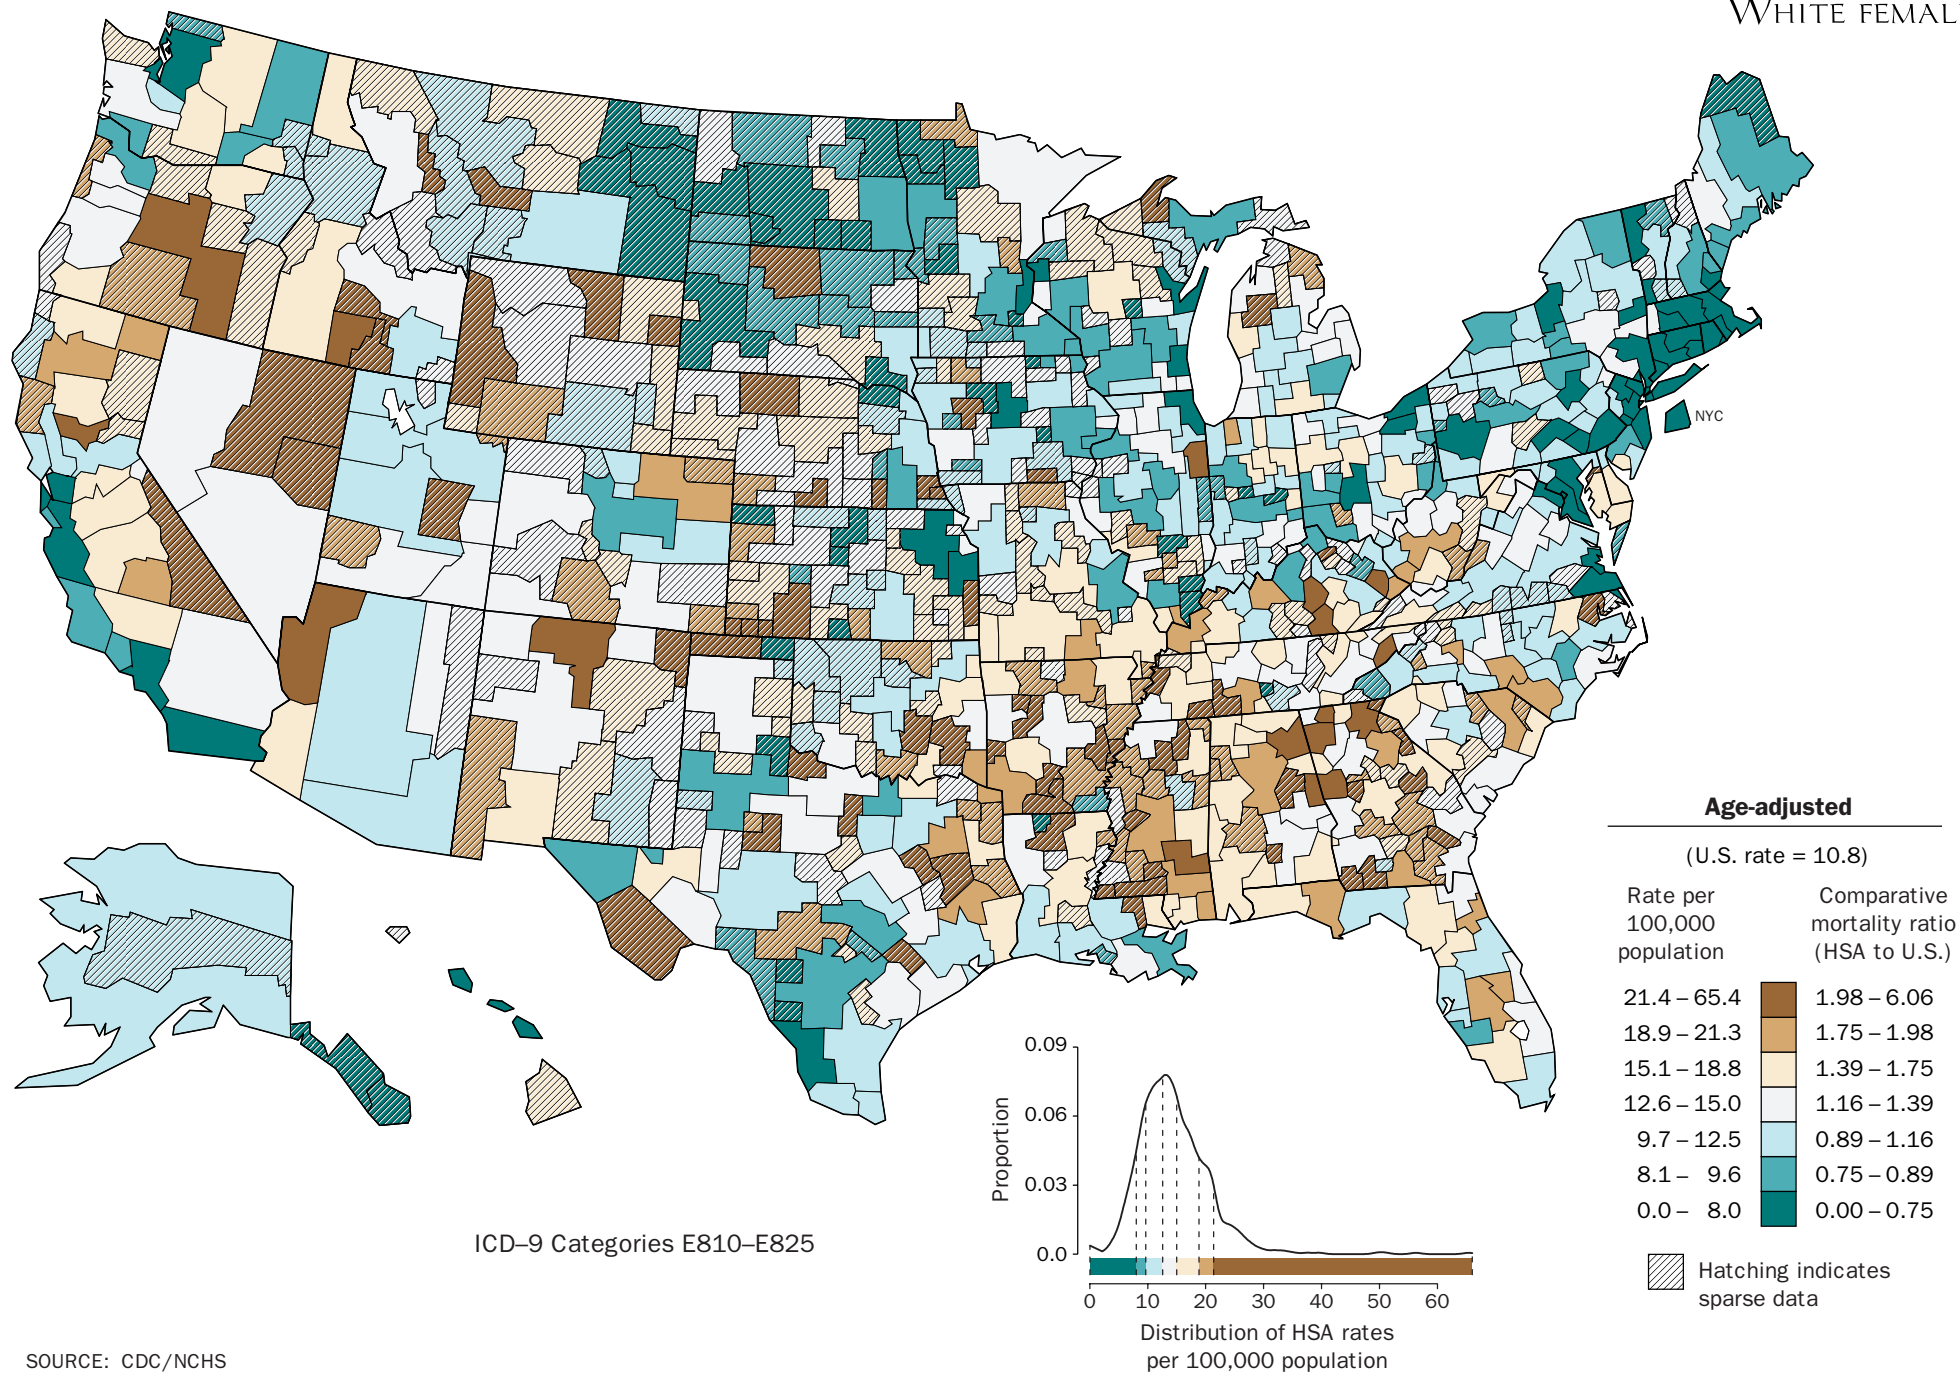 WHITE FEMAL
NYC
Age-adjusted
(U.S. rate = 10.8)
Rate per
100,000
population
Comparative
mortality ratio
(HSA to U.S.)
21.4 – 65.4 1.98 – 6.06
18.9 – 21.3 1.75 – 1.98
15.1 – 18.8 1.39 – 1.75
12.6 – 15.0 1.16 – 1.39
9.7 – 12.5 0.89 – 1.16
8.1 – 9.6 0.75 – 0.89
0.0 – 8.0 0.00 – 0.75
Hatching indicates
sparse data
0.09
0.06
0.03
0.0
Proportion
0 10 20 30 40 50 60
Distribution of HSA rates
per 100,000 population
ICD–9 Categories E810–E825
SOURCE: CDC/NCHS